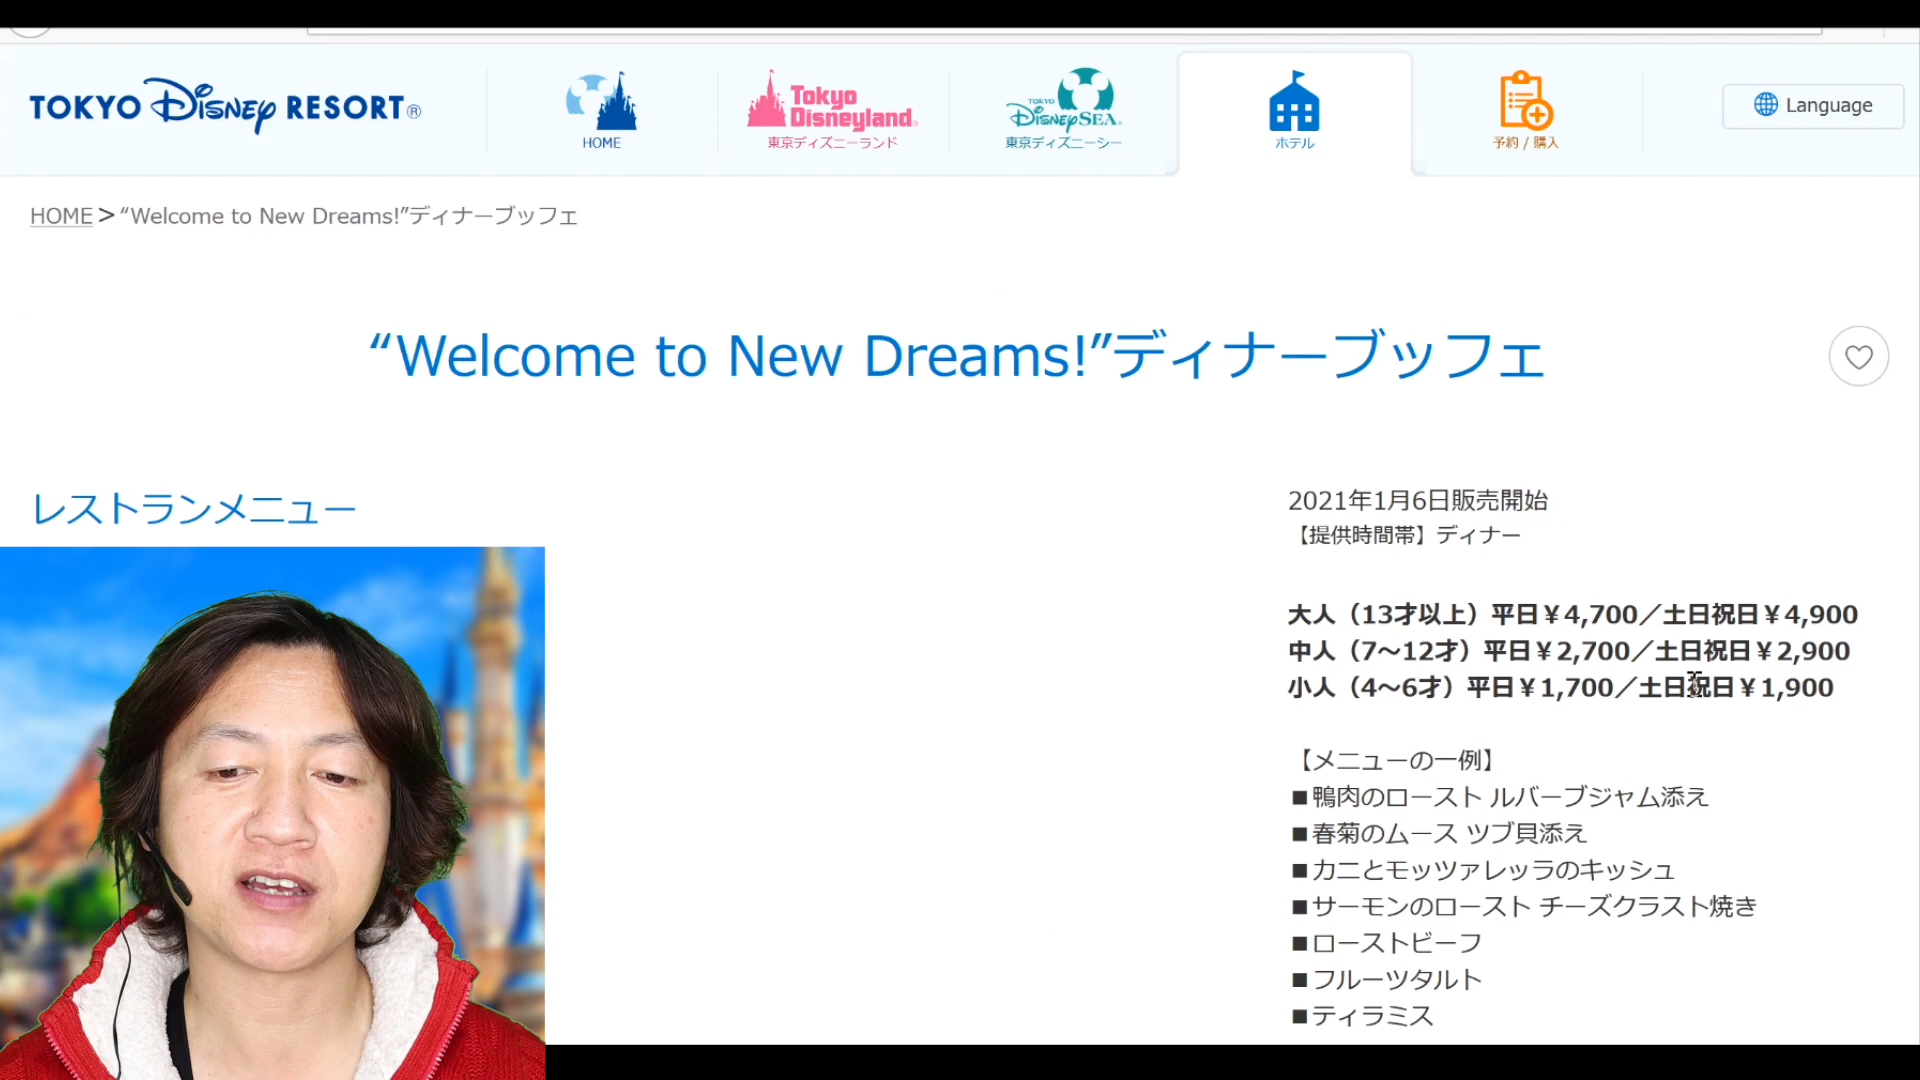 TOKYO Disney RESORT®
HOME
Tokyo Disneyland®
東京ディズニーランド
TOKYO DisneySEA®
東京ディズニーシー
ホテル
予約 / 購入
Language
HOME > “Welcome to New Dreams!”ディナーブッフェ
“Welcome to New Dreams!”ディナーブッフェ
レストランメニュー
2021年1月6日販売開始
【提供時間帯】ディナー
大人（13才以上）平日￥4,700／土日祝日￥4,900
中人（7～12才）平日￥2,700／土日祝日￥2,900
小人（4～6才）平日￥1,700／土日祝日￥1,900
【メニューの一例】
■鴨肉のロースト ルバーブジャム添え
■春菊のムース ツブ貝添え
■カニとモッツァレッラのキッシュ
■サーモンのロースト チーズクラスト焼き
■ローストビーフ
■フルーツタルト
■ティラミス